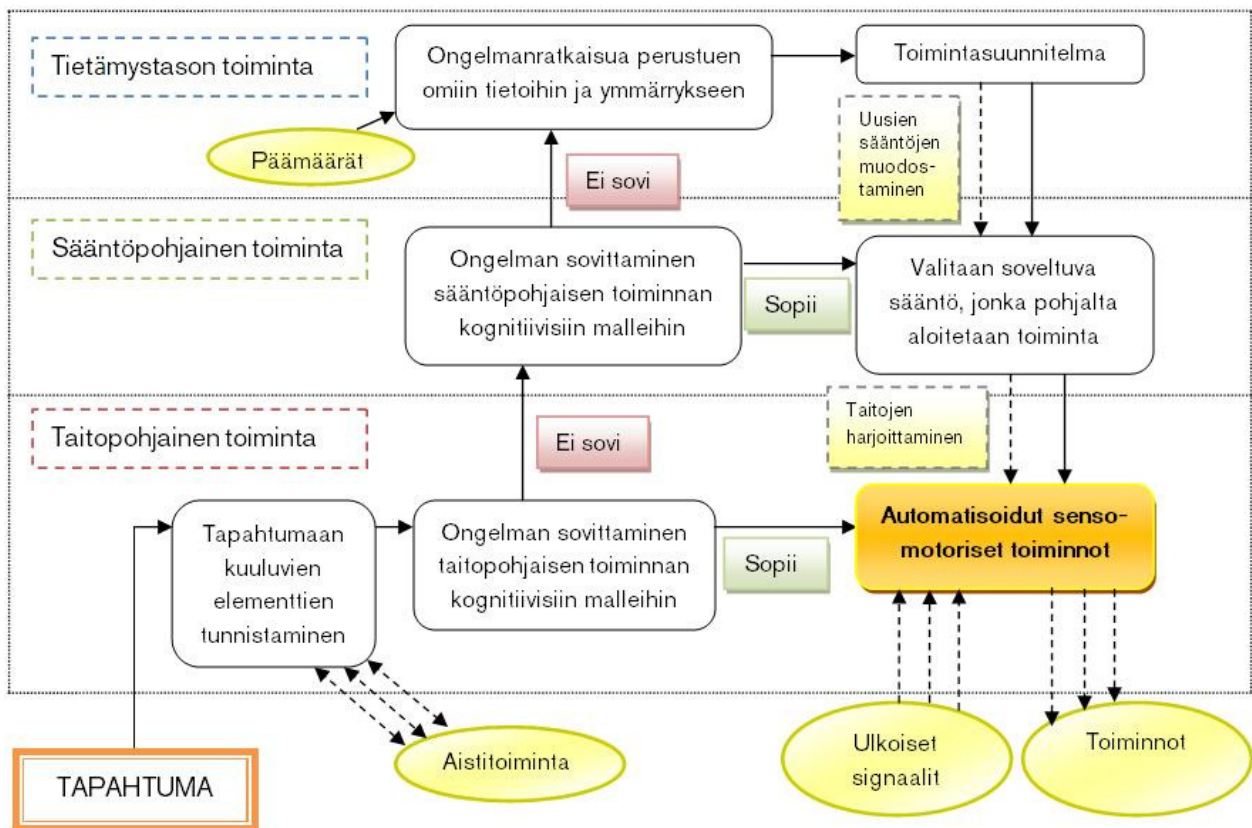 Tietämystason toiminta
Ongelmanratkaisua perustuen
omiin tietoihin ja ymmärrykseen
Toimintasuunnitelma
Päämäärät
Uusien
sääntöjen
muodos-
taminen
Ei sovi
Sääntöpohjainen toiminta
Ongelman sovittaminen
sääntöpohjaisen toiminnan
kognitiivisiin malleihin
Sopii
Valitaan soveltuva
sääntö, jonka pohjalta
aloitetaan toiminta
Taitopohjainen toiminta
Ei sovi
Taitojen
harjoittaminen
Tapahtumaan
kuuluvien
elementtien
tunnistaminen
Ongelman sovittaminen
taitopohjaisen toiminnan
kognitiivisiin malleihin
Sopii
Automatisoidut senso-
motoriset toiminnot
TAPAHTUMA
Aistitoiminta
Ulkoiset
signaalit
Toiminnot